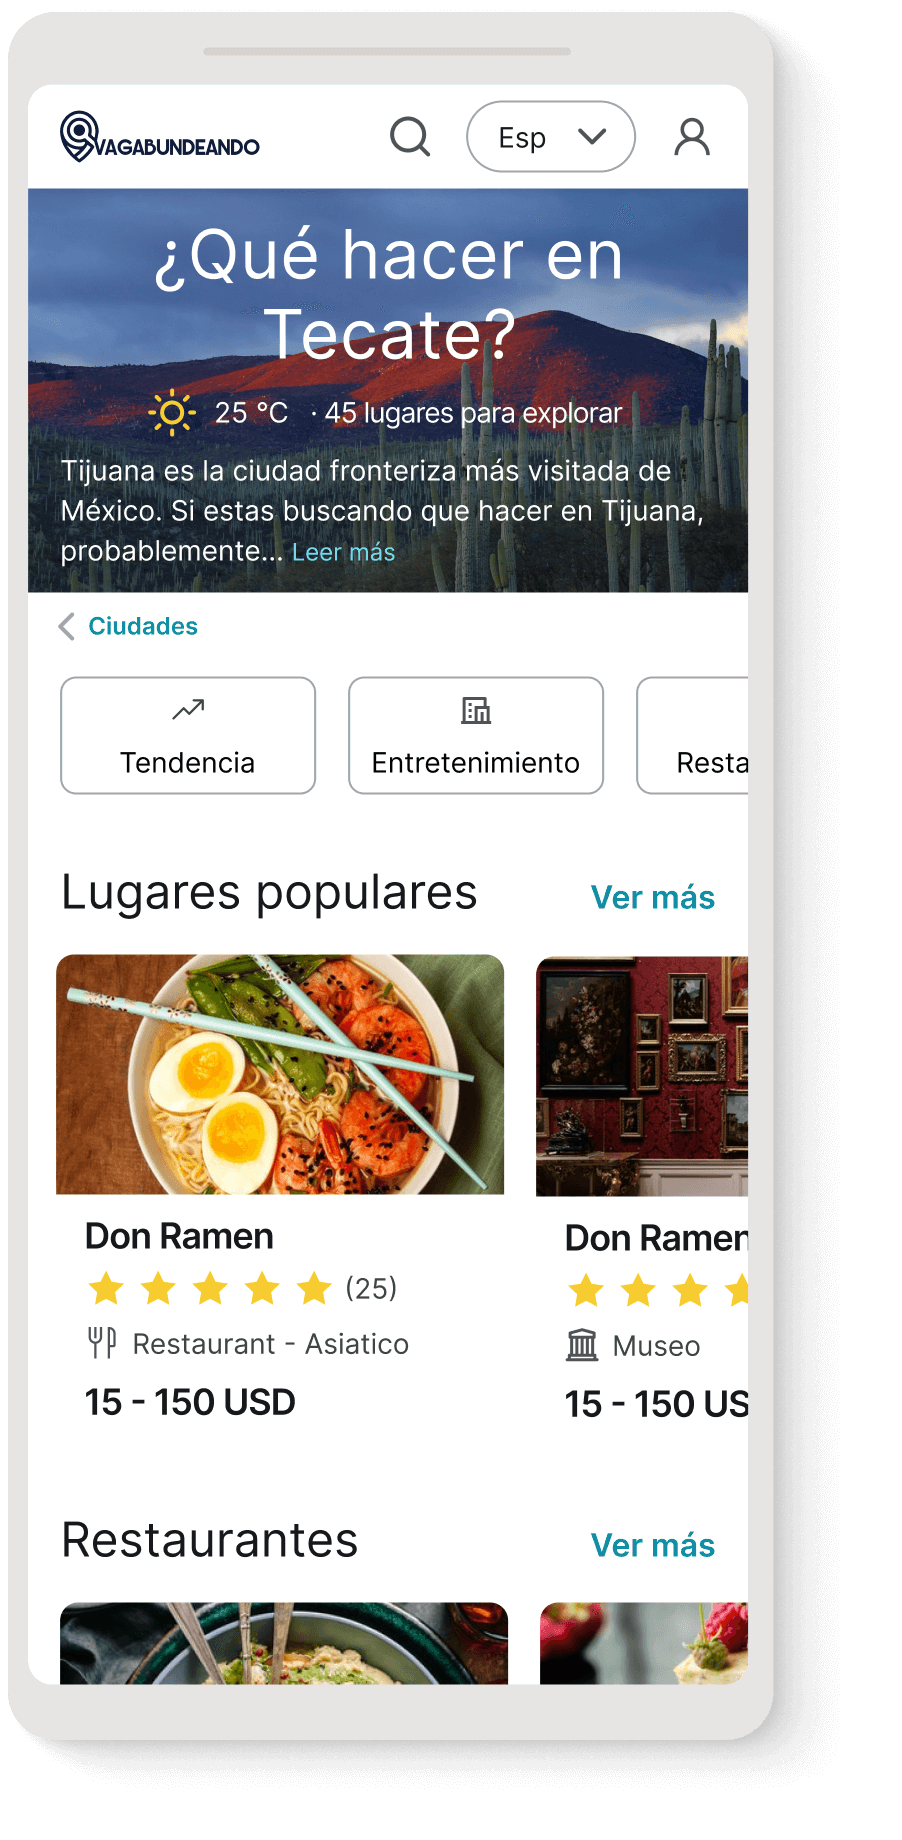 VAGABUNDEANDO
Esp
¿Qué hacer en
Tecate?
25 °C · 45 lugares para explorar
Tijuana es la ciudad fronteriza más visitada de
México. Si estas buscando que hacer en Tijuana,
probablemente... Leer más
Ciudades
Tendencia
Entretenimiento
Resta
Lugares populares
Ver más
Don Ramen
(25)
Restaurant - Asiatico
15 - 150 USD
Don Ramen
Museo
15 - 150 US
Restaurantes
Ver más